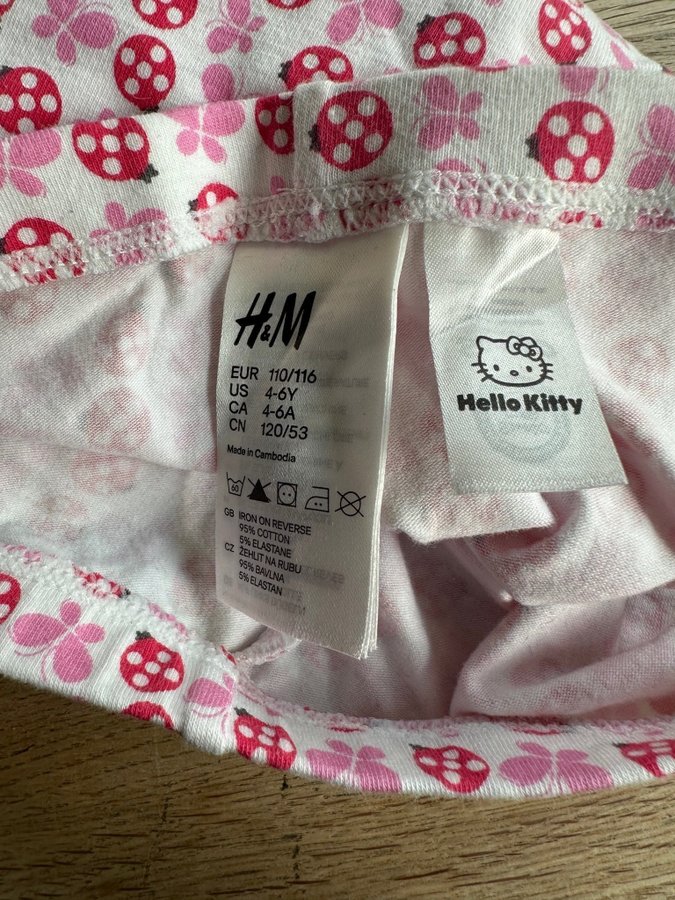 H&M
EUR 110/116
US 4-6Y
CA 4-6A
CN 120/53
Made in Cambodia
60
GB IRON ON REVERSE
95% COTTON
5% ELASTANE
CZ ŽEHLIT NA RUBU
95% BAVLNA
5% ELASTAN
Hello Kitty